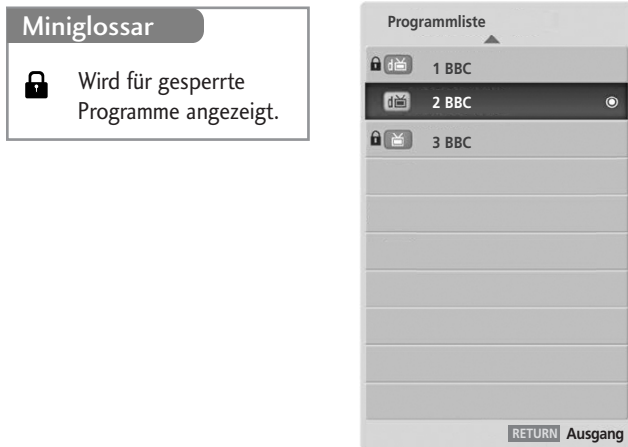 Miniglossar
Wird für gesperrte
Programme angezeigt.
Programmliste
1 BBC
2 BBC
3 BBC
RETURN Ausgang